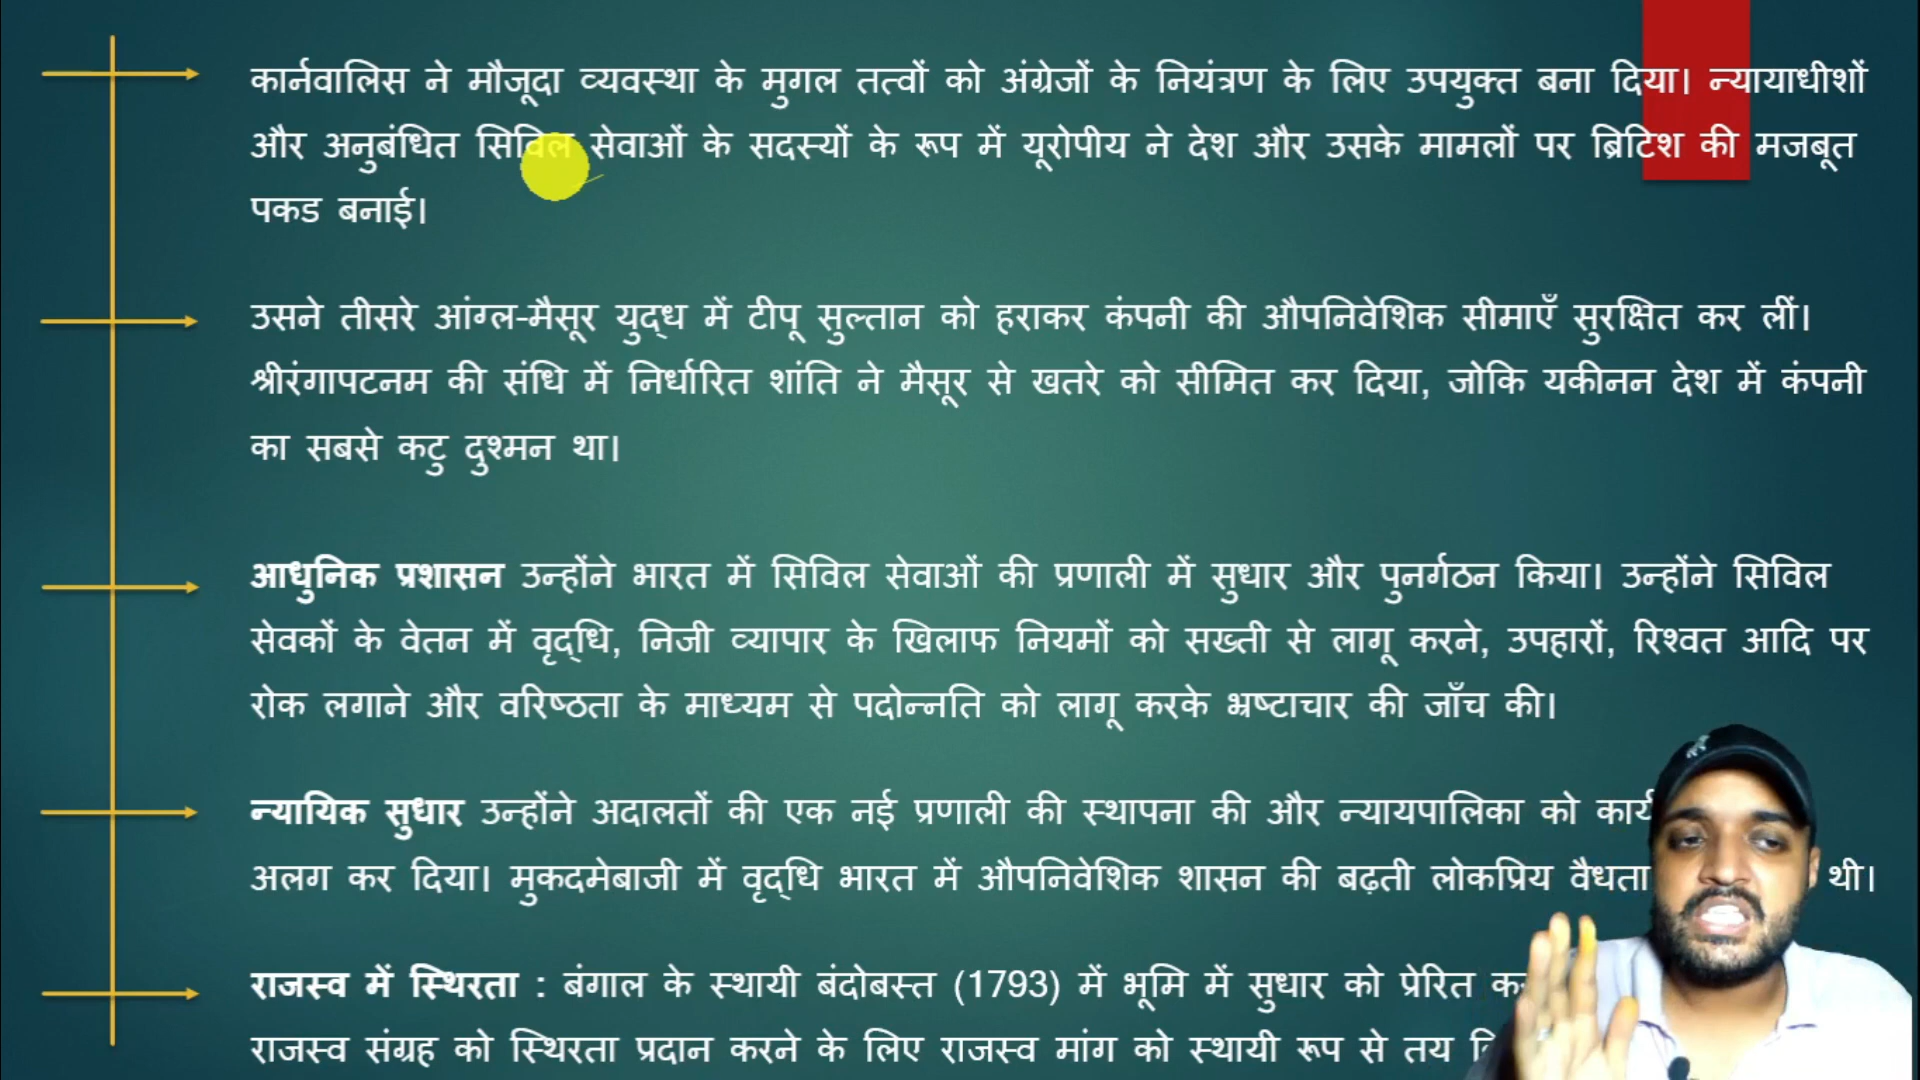 कार्नवालिस ने मौजूदा व्यवस्था के मुगल तत्वों को अंग्रेजों के नियंत्रण के लिए उपयुक्त बना दिया। न्यायाधीशों
और अनुबंधित सिविल सेवाओं के सदस्यों के रूप में यूरोपीय ने देश और उसके मामलों पर ब्रिटिश की मजबूत
पकड बनाई।
उसने तीसरे आंग्ल-मैसूर युद्ध में टीपू सुल्तान को हराकर कंपनी की औपनिवेशिक सीमाएँ सुरक्षित कर लीं।
श्रीरंगापटनम की संधि में निर्धारित शांति ने मैसूर से खतरे को सीमित कर दिया, जोकि यकीनन देश में कंपनी
का सबसे कटु दुश्मन था।
आधुनिक प्रशासन उन्होंने भारत में सिविल सेवाओं की प्रणाली में सुधार और पुनर्गठन किया। उन्होंने सिविल
सेवकों के वेतन में वृद्धि, निजी व्यापार के खिलाफ नियमों को सख्ती से लागू करने, उपहारों, रिश्वत आदि पर
रोक लगाने और वरिष्ठता के माध्यम से पदोन्नति को लागू करके भ्रष्टाचार की जाँच की।
न्यायिक सुधार उन्होंने अदालतों की एक नई प्रणाली की स्थापना की और न्यायपालिका को
अलग कर दिया। मुकदमेबाजी में वृद्धि भारत में औपनिवेशिक शासन की बढ़ती लोकप्रिय वैधता थी।
राजस्व में स्थिरता : बंगाल के स्थायी बंदोबस्त (1793) में भूमि में सुधार को प्रेरित
राजस्व संग्रह को स्थिरता प्रदान करने के लिए राजस्व मांग को स्थायी रूप से तय